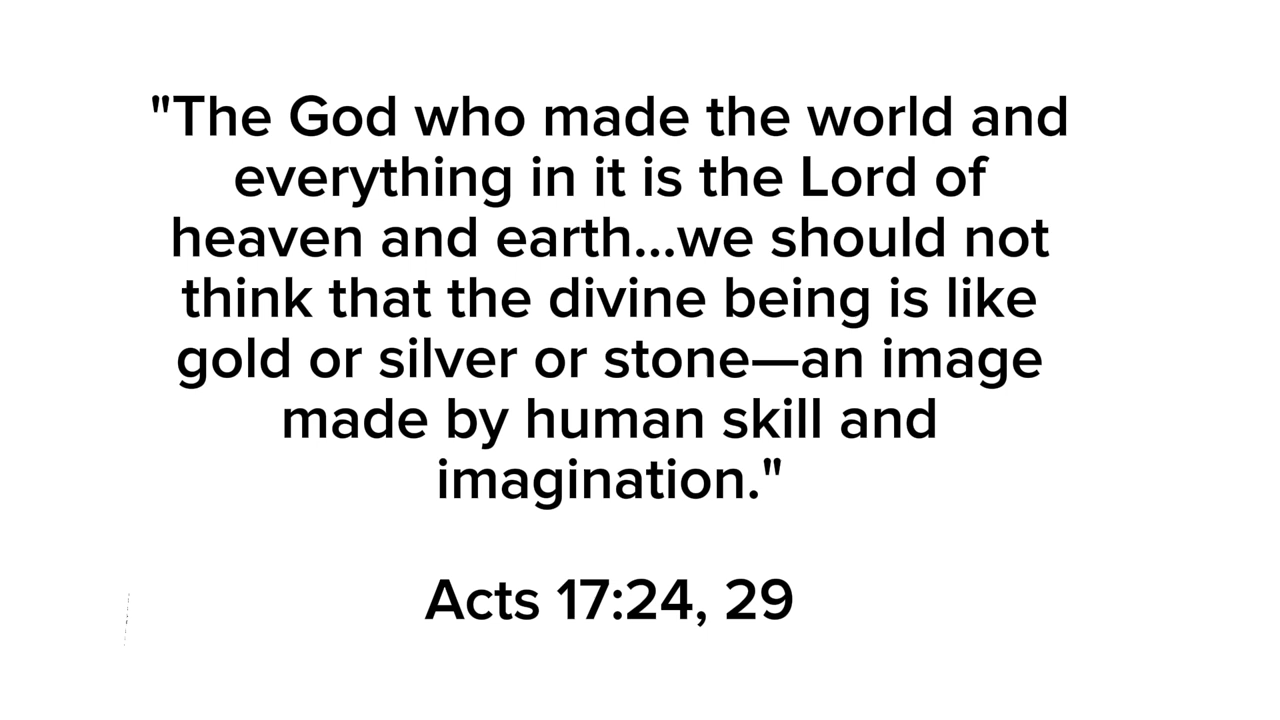 "The God who made the world and
everything in it is the Lord of
heaven and earth...we should not
think that the divine being is like
gold or silver or stone—an image
made by human skill and
imagination."
Acts 17:24, 29